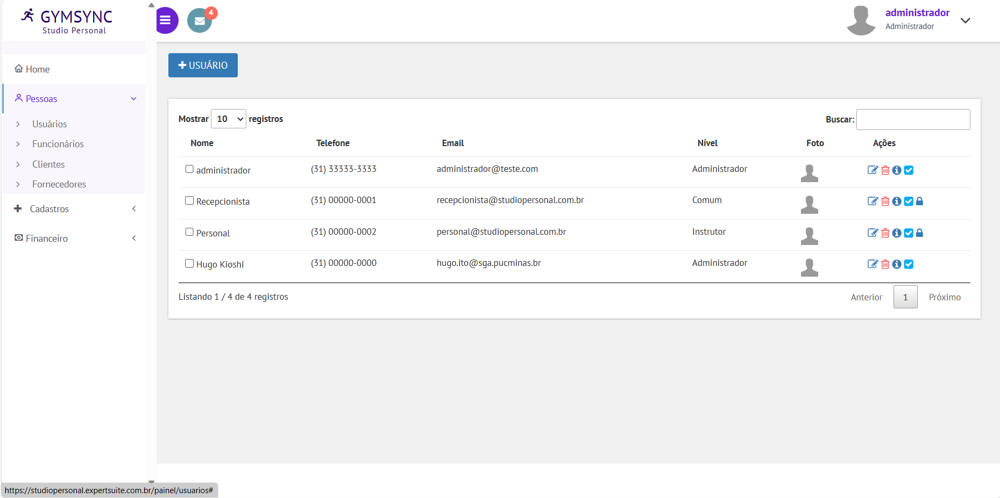 GYMSYNC
Studio Personal
4
administrador
Administrador
Home
Pessoas
Usuários
Funcionários
Clientes
Fornecedores
Cadastros
Financeiro
USUÁRIO
Mostrar 10 registros
Buscar:
Nome Telefone Email Nível Foto Ações
administrador (31) 33333-3333 administrador@teste.com Administrador
Recepcionista (31) 00000-0001 recepcionista@studiopersonal.com.br Comum
Personal (31) 00000-0002 personal@studiopersonal.com.br Instrutor
Hugo Kioshi (31) 00000-0000 hugo.ito@sga.pucminas.br Administrador
Listando 1 / 4 de 4 registros
Anterior 1 Próximo
https://studiopersonal.expertsuite.com.br/painel/usuarios#